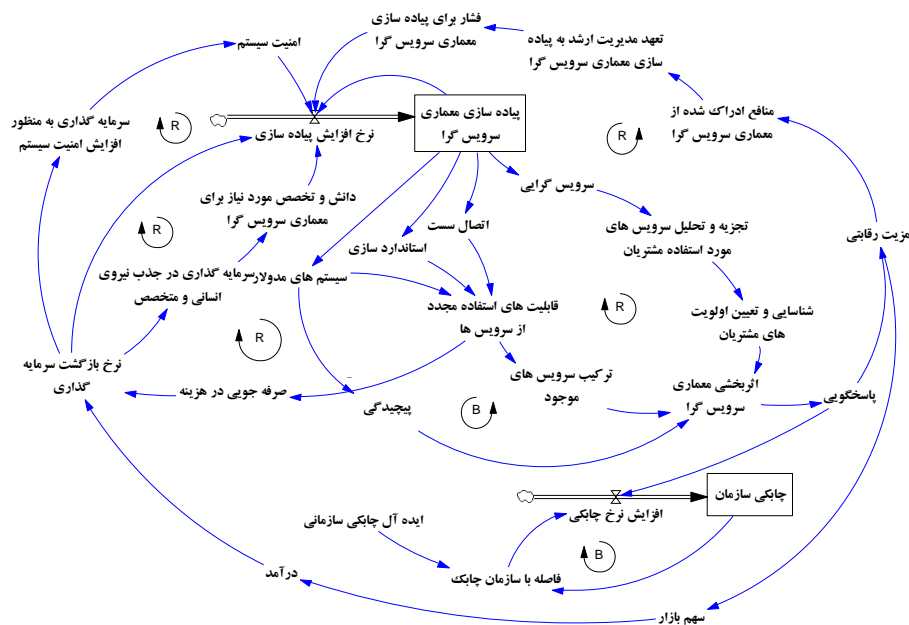 فشار برای پیاده سازی
معماری سرویس گرا
تعهد مدیریت ارشد به پیاده
سازی معماری سرویس گرا
امنیت سیستم
منافع ادراک شده از
معماری سرویس گرا
سرمایه گذاری به منظور
افزایش امنیت سیستم
R
نرخ افزایش پیاده سازی
پیاده سازی معماری
سرویس گرا
R
سرویس گرایی
دانش و تخصص مورد نیاز برای
معماری سرویس گرا
اتصال سست
تجزیه و تحلیل سرویس های
مورد استفاده مشتریان
مزیت رقابتی
R
استاندارد سازی
سیستم های مدولار
سرمایه گذاری در جذب نیروی
انسانی و متخصص
قابلیت های استفاده مجدد
از سرویس ها
R
شناسایی و تعیین اولویت
های مشتریان
R
نرخ بازگشت سرمایه
گذاری
صرفه جویی در هزینه
ترکیب سرویس های
موجود
اثربخشی معماری
سرویس گرا
پاسخگویی
پیچیدگی
B
چابکی سازمان
افزایش نرخ چابکی
ایده آل چابکی سازمانی
B
فاصله با سازمان چابک
درآمد
سهم بازار